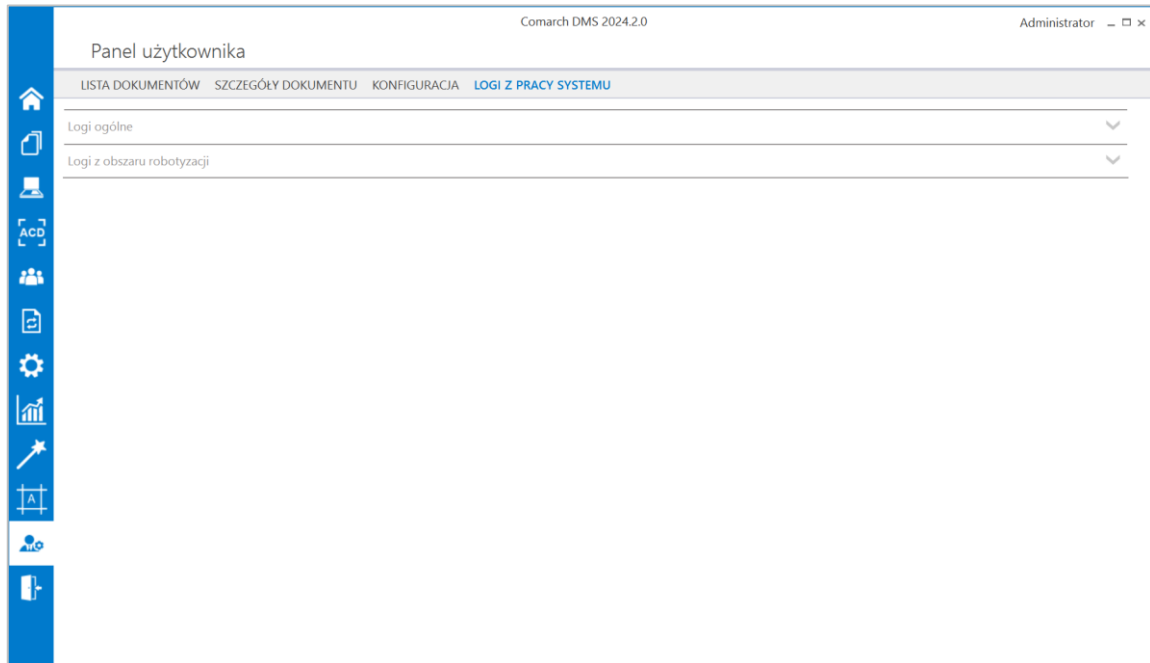 Comarch DMS 2024.2.0 Administrator
Panel użytkownika
LISTA DOKUMENTÓW SZCZEGÓŁY DOKUMENTU KONFIGURACJA LOGI Z PRACY SYSTEMU
Logi ogólne
Logi z obszaru robotyzacji
ACD
A